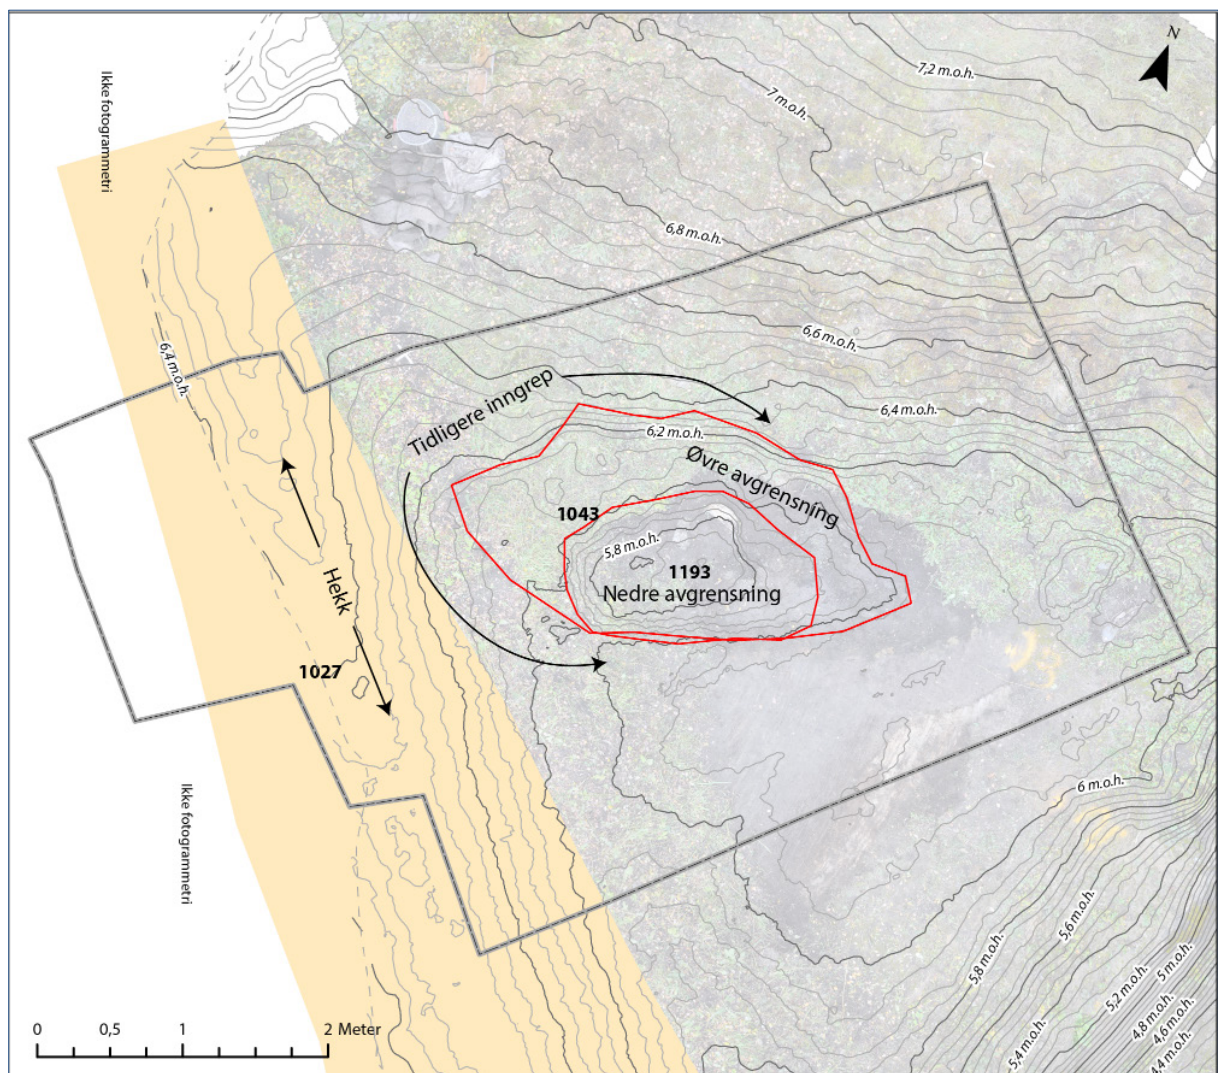 N
7,2 m.o.h.
7 m.o.h.
Ikke fotogrammetri
6,8 m.o.h.
6,6 m.o.h.
6,4 m.o.h.
6,4 m.o.h.
Tidligere inngrep
6,2 m.o.h.
Øvre avgrensning
1043
5,8 m.o.h.
1193
Nedre avgrensning
Hekk
1027
Ikke fotogrammetri
6 m.o.h.
5,6 m.o.h.
5,8 m.o.h.
5 m.o.h.
5,2 m.o.h.
4,8 m.o.h.
4,6 m.o.h.
5,4 m.o.h.
4,4 m.o.h.
0 0,5 1 2 Meter